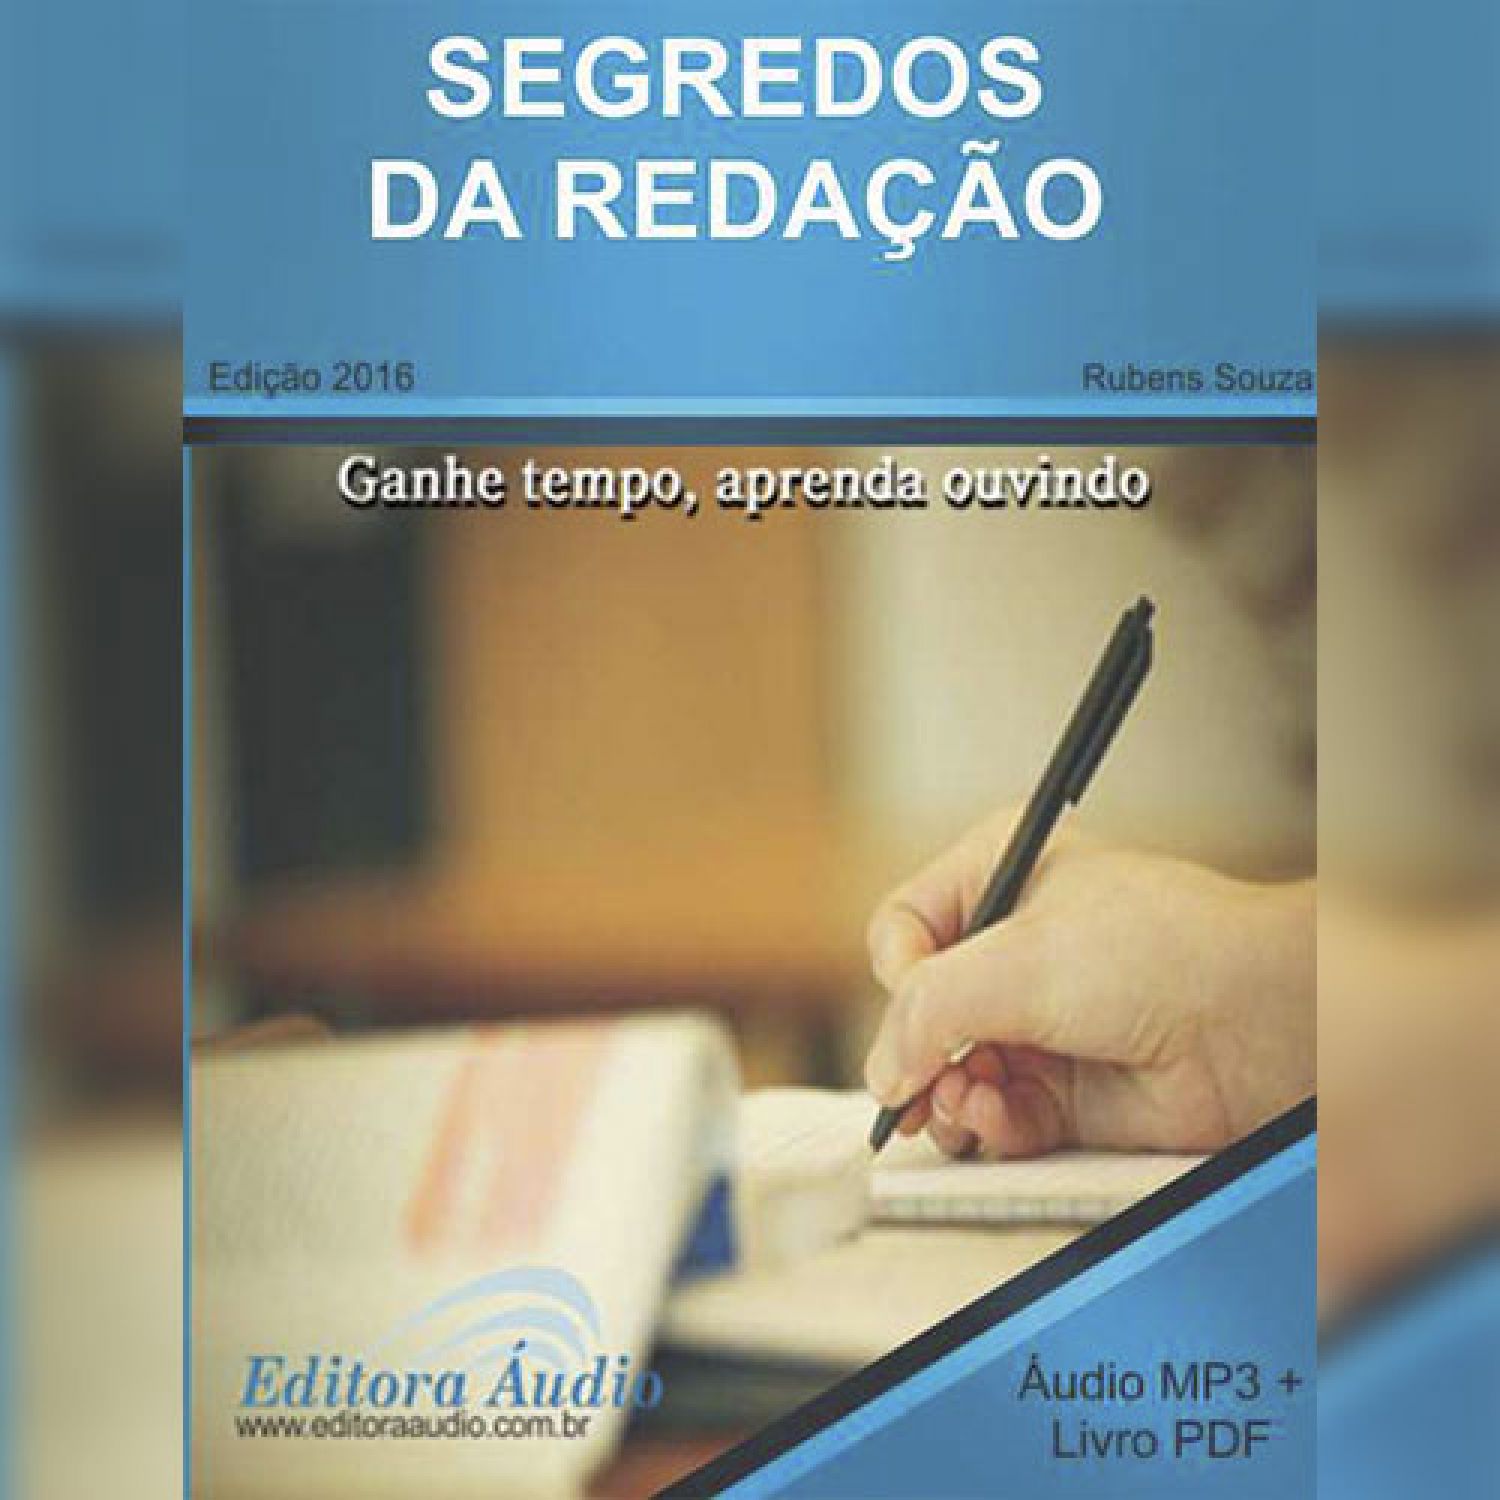 SEGREDOS
DA REDAÇÃO
Edição 2016
Rubens Souza
Ganhe tempo, aprenda ouvindo
Editora Áudio
www.editoraaudio.com.br
Áudio MP3 +
Livro PDF